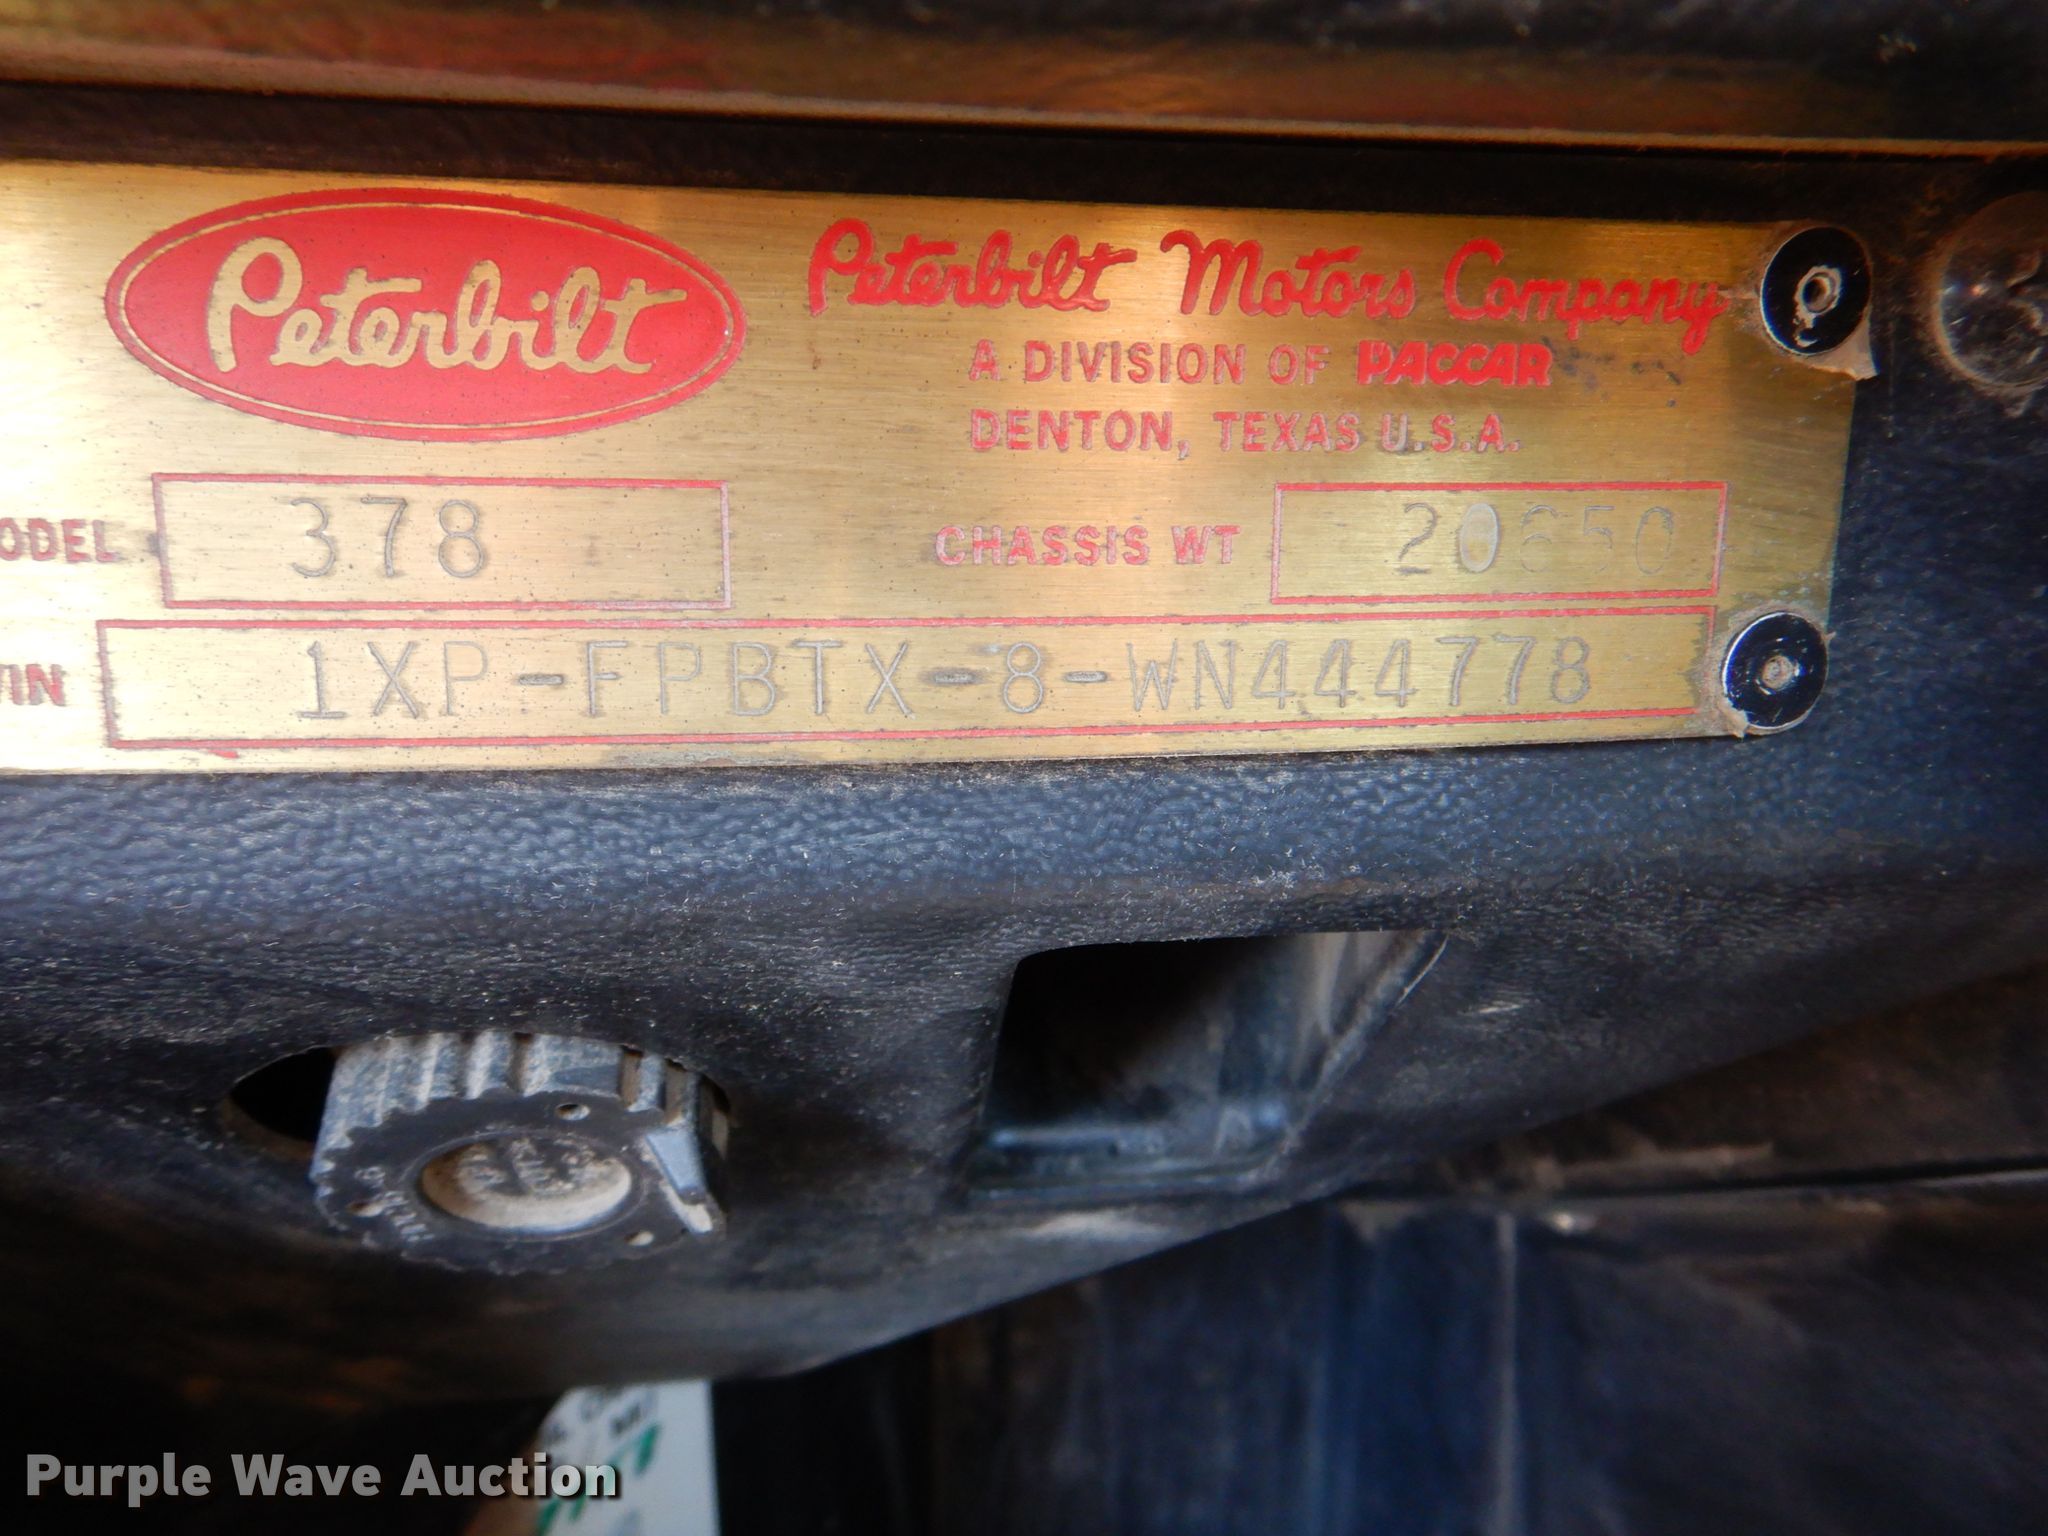 Peterbilt
Peterbilt Motors Company
A DIVISION OF PACCAR
DENTON, TEXAS U.S.A.
ODEL 378
CHASSIS WT 20650
VIN 1XP-FPBTX-8-WN444778
Purple Wave Auction